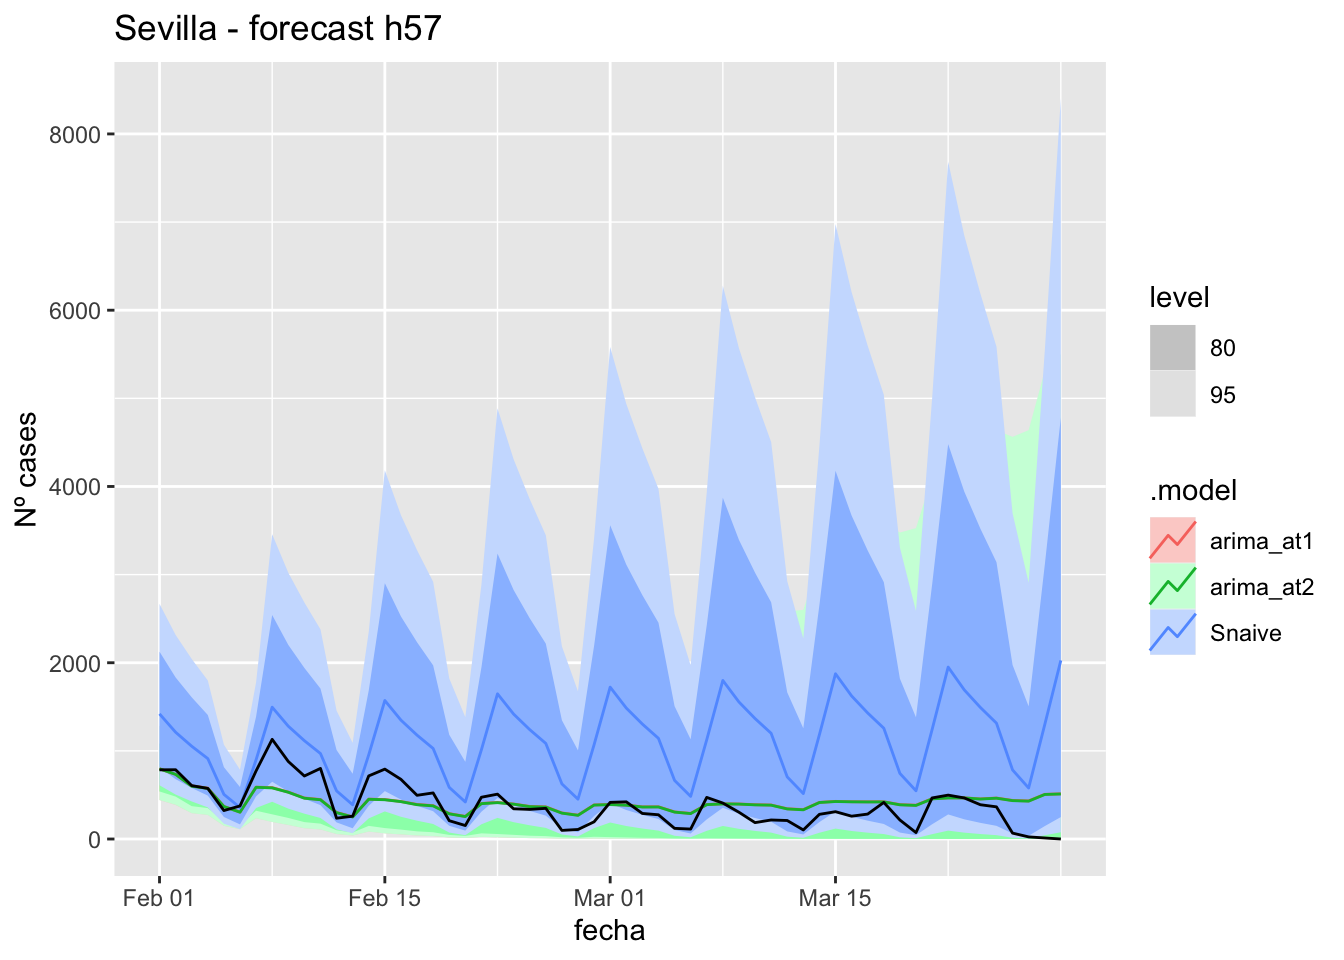 Sevilla - forecast h57
8000
6000
4000
2000
0
Nº cases
Feb 01
Feb 15
Mar 01
Mar 15
fecha
level
80
95
.model
arima_at1
arima_at2
Snaive